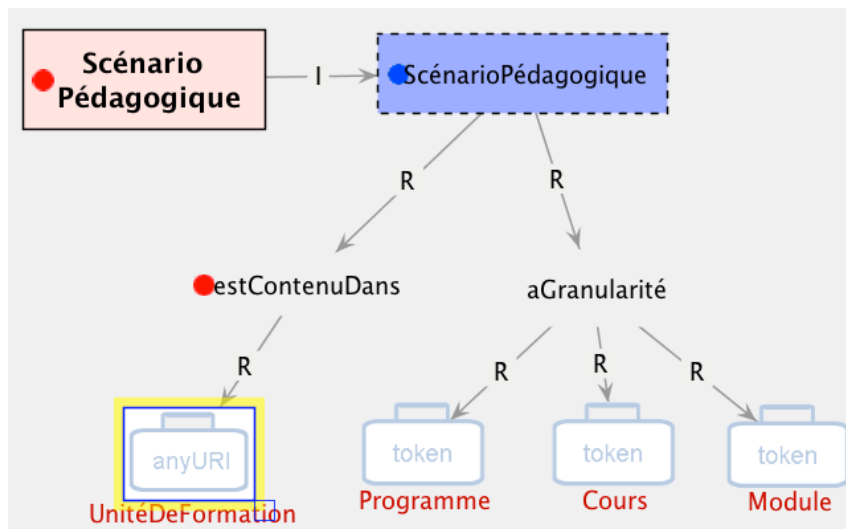 Scénario
Pédagogique
I
ScénarioPédagogique
R
R
estContenuDans
aGranularité
R
R
R
R
anyURI
token
token
token
UnitéDeFormation
Programme
Cours
Module